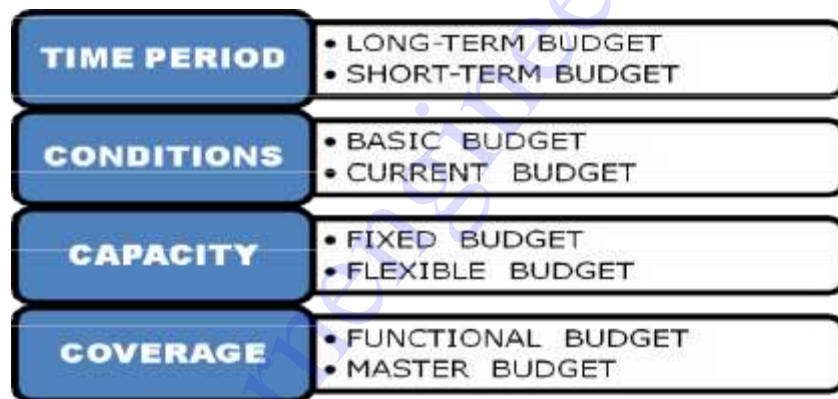 TIME PERIOD
• LONG-TERM BUDGET
• SHORT-TERM BUDGET
CONDITIONS
• BASIC BUDGET
• CURRENT BUDGET
CAPACITY
• FIXED BUDGET
• FLEXIBLE BUDGET
COVERAGE
• FUNCTIONAL BUDGET
• MASTER BUDGET